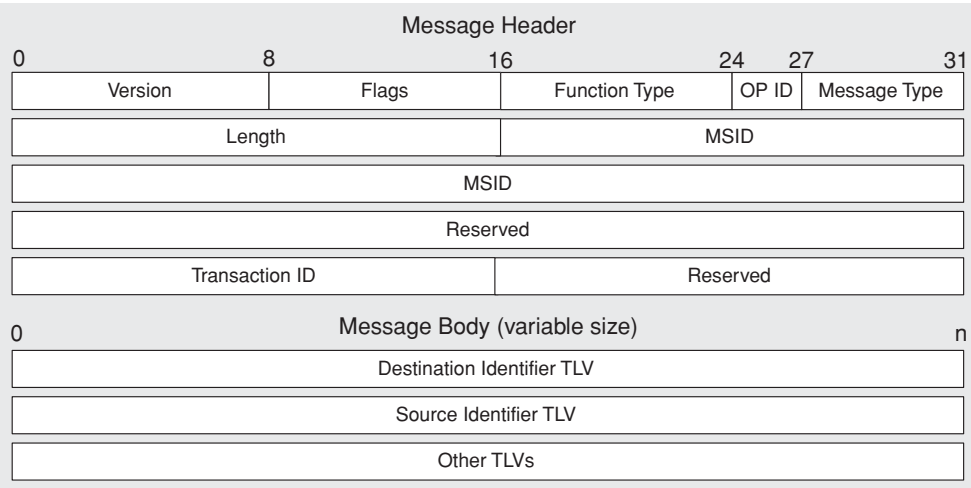 Message Header
0 8 16 24 27 31
Version Flags Function Type OP ID Message Type
Length MSID
MSID
Reserved
Transaction ID Reserved
0 Message Body (variable size) n
Destination Identifier TLV
Source Identifier TLV
Other TLVs